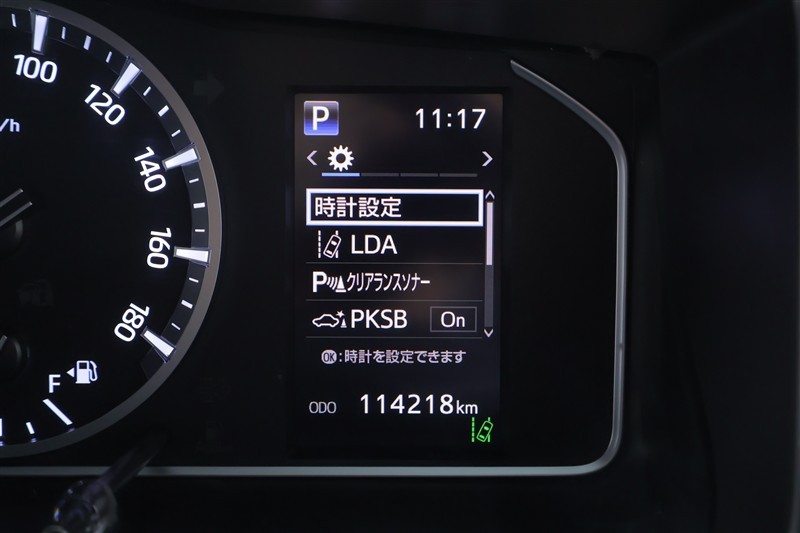 100
120
/h
140
160
180
F
P 11:17
時計設定
LDA
Pクリアランスソナー
PKSB On
OK:時計を設定できます
ODO 114218km